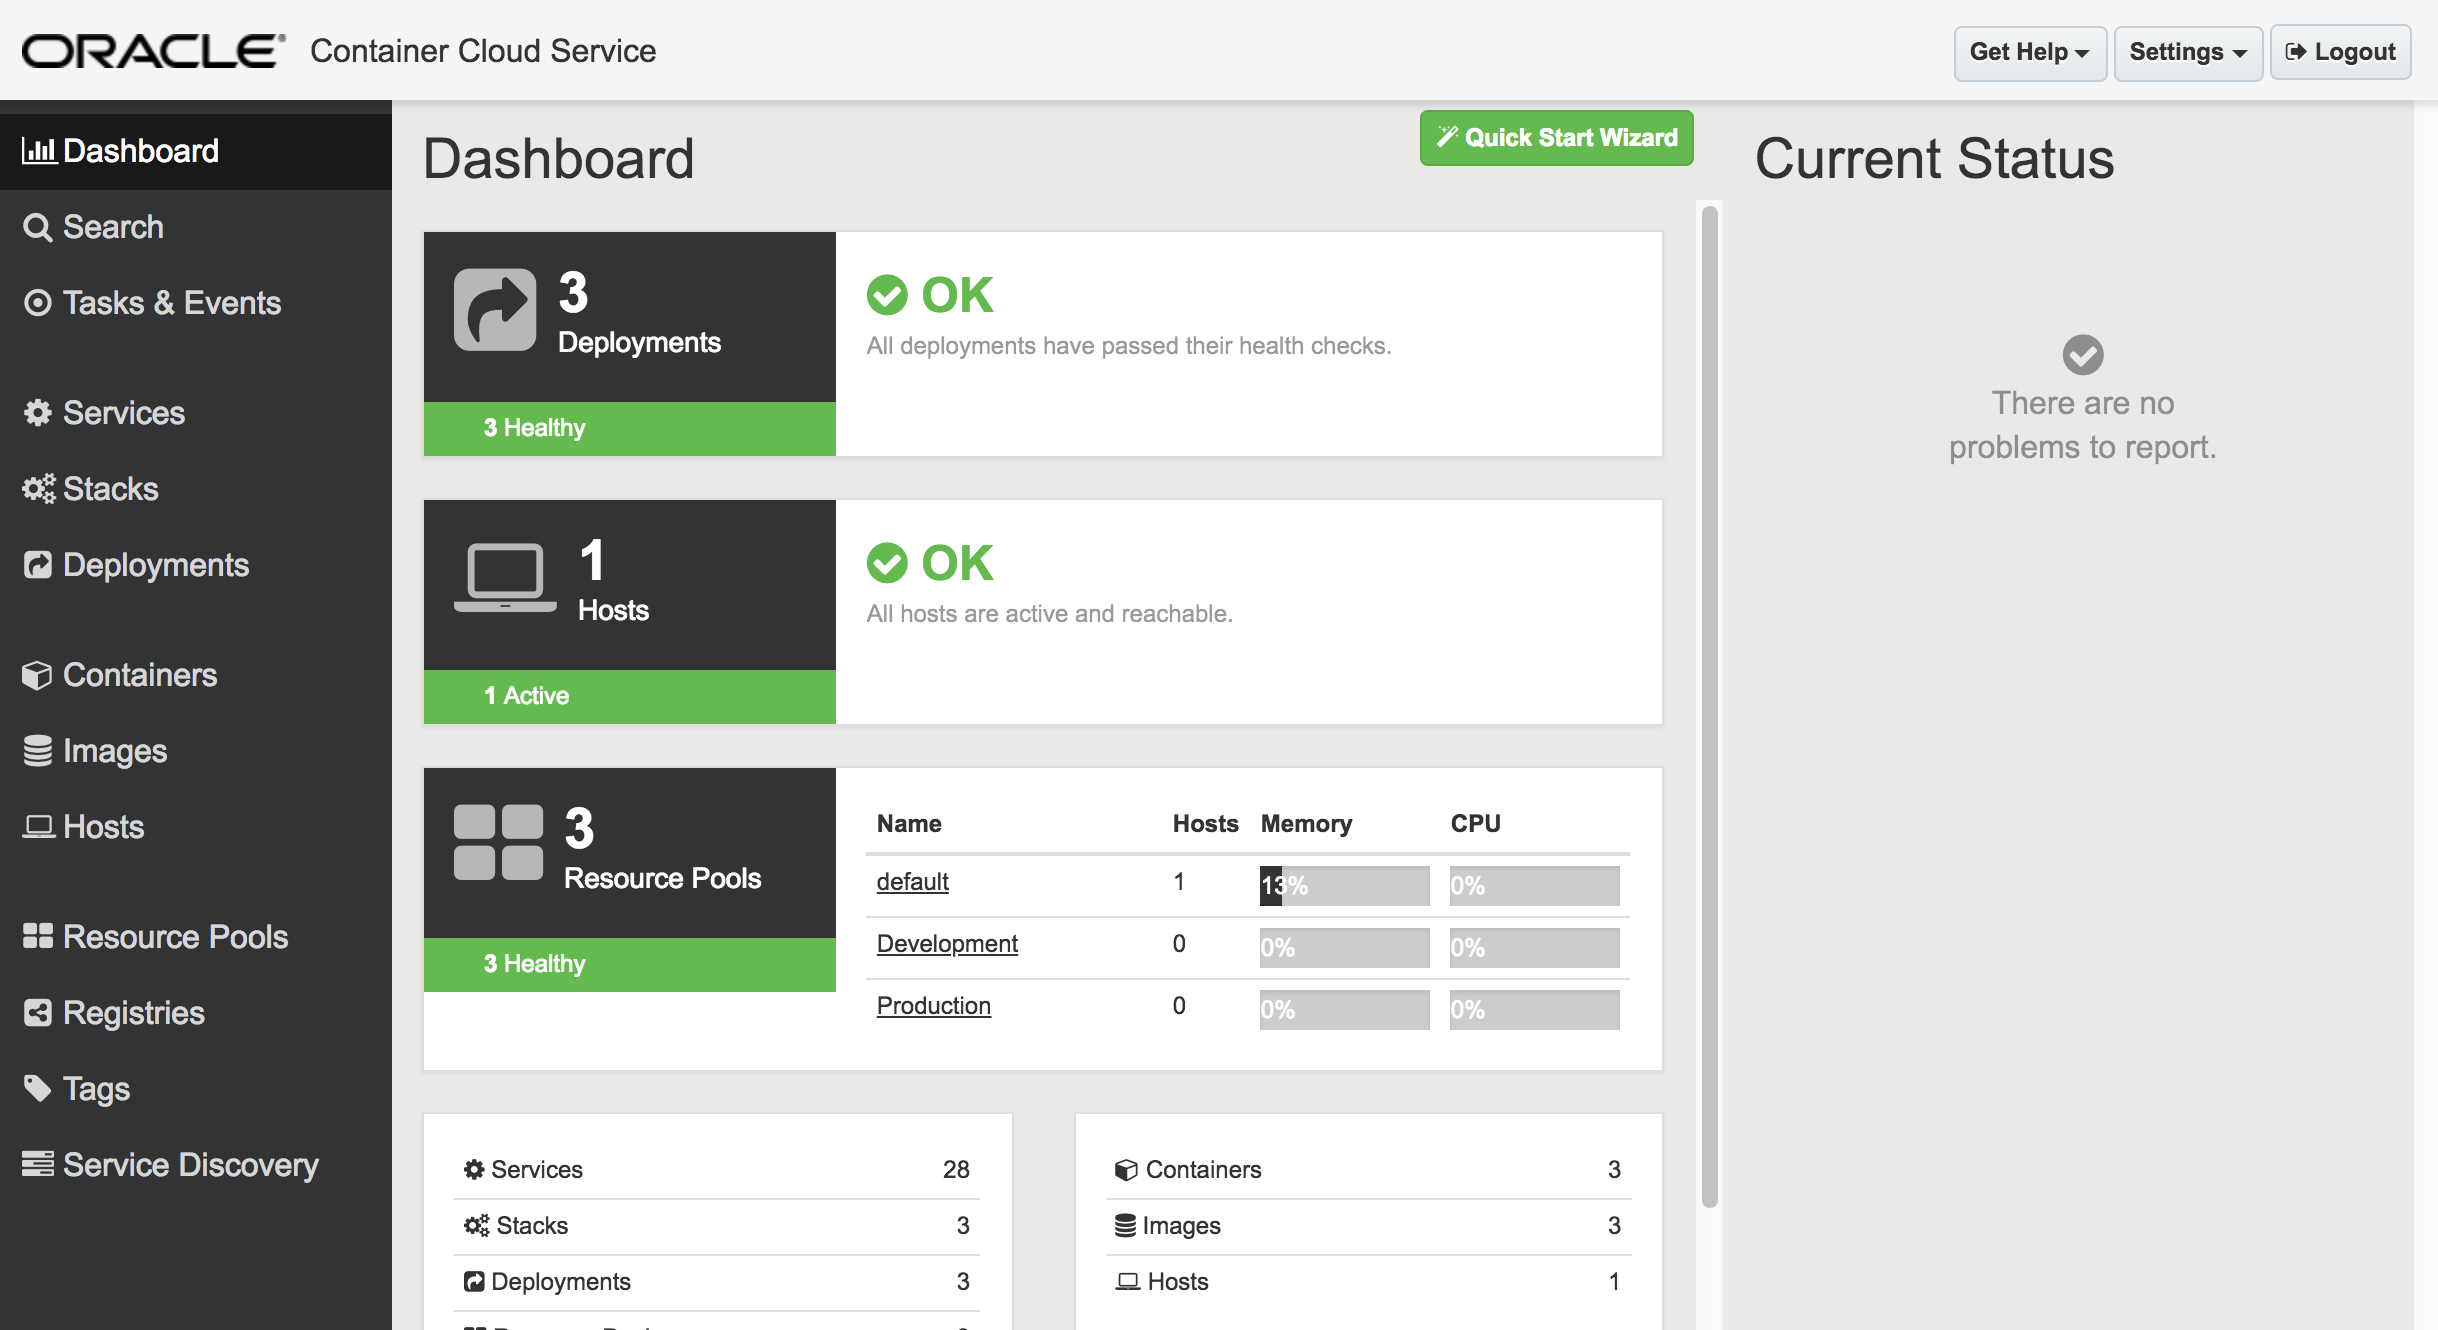 ORACLE® Container Cloud Service
Get Help
Settings
Logout
Dashboard
Search
Tasks & Events
Services
Stacks
Deployments
Containers
Images
Hosts
Resource Pools
Registries
Tags
Service Discovery
Dashboard
Quick Start Wizard
3
Deployments
3 Healthy
OK
All deployments have passed their health checks.
1
Hosts
1 Active
OK
All hosts are active and reachable.
3
Resource Pools
3 Healthy
Name Hosts Memory CPU
default 1 13% 0%
Development 0 0% 0%
Production 0 0% 0%
Services 28
Stacks 3
Deployments 3
Containers 3
Images 3
Hosts 1
Current Status
There are no
problems to report.